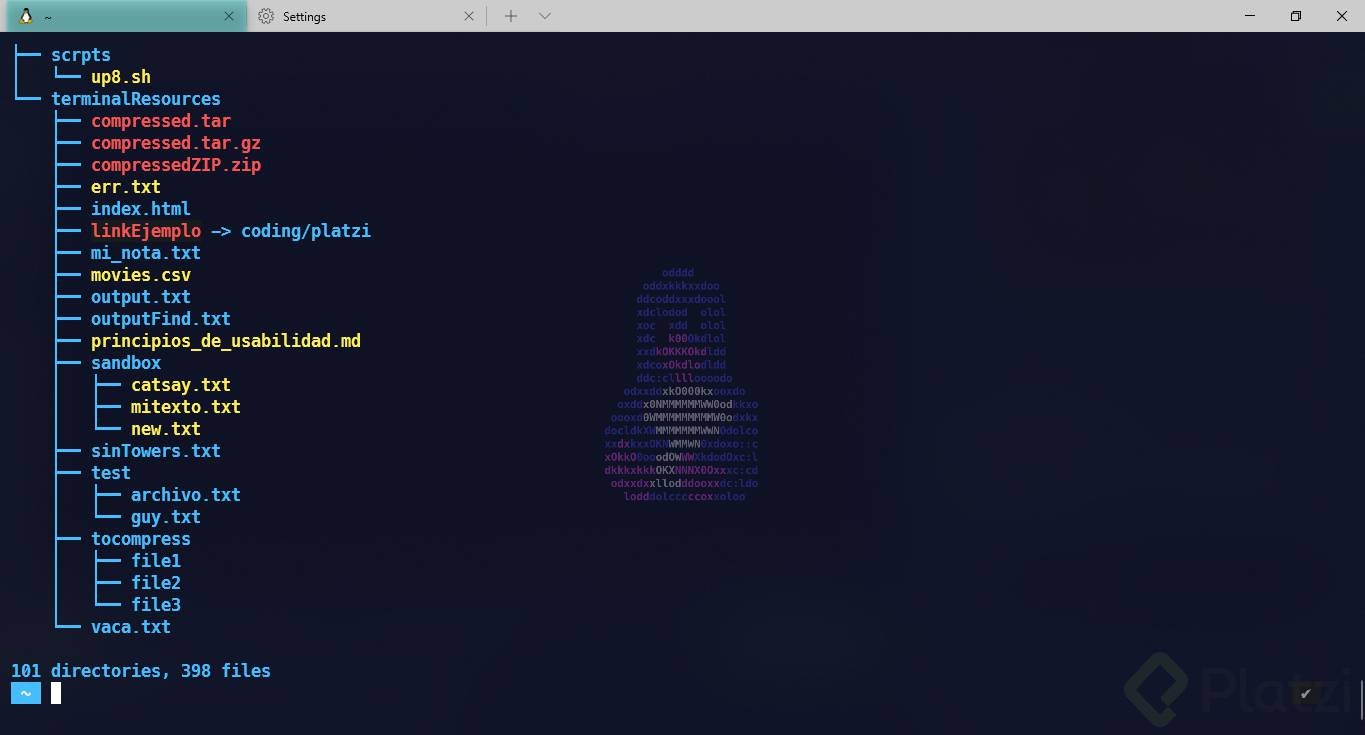 ~ Settings
├── scrpts
│   └── up8.sh
└── terminalResources
    ├── compressed.tar
    ├── compressed.tar.gz
    ├── compressedZIP.zip
    ├── err.txt
    ├── index.html
    ├── linkEjemplo -> coding/platzi
    ├── mi_nota.txt
    ├── movies.csv
    ├── output.txt
    ├── outputFind.txt
    ├── principios_de_usabilidad.md
    ├── sandbox
    │   ├── catsay.txt
    │   ├── mitexto.txt
    │   └── new.txt
    ├── sinTowers.txt
    ├── test
    │   ├── archivo.txt
    │   └── guy.txt
    ├── tocompress
    │   ├── file1
    │   ├── file2
    │   └── file3
    └── vaca.txt
101 directories, 398 files
~
Platzi